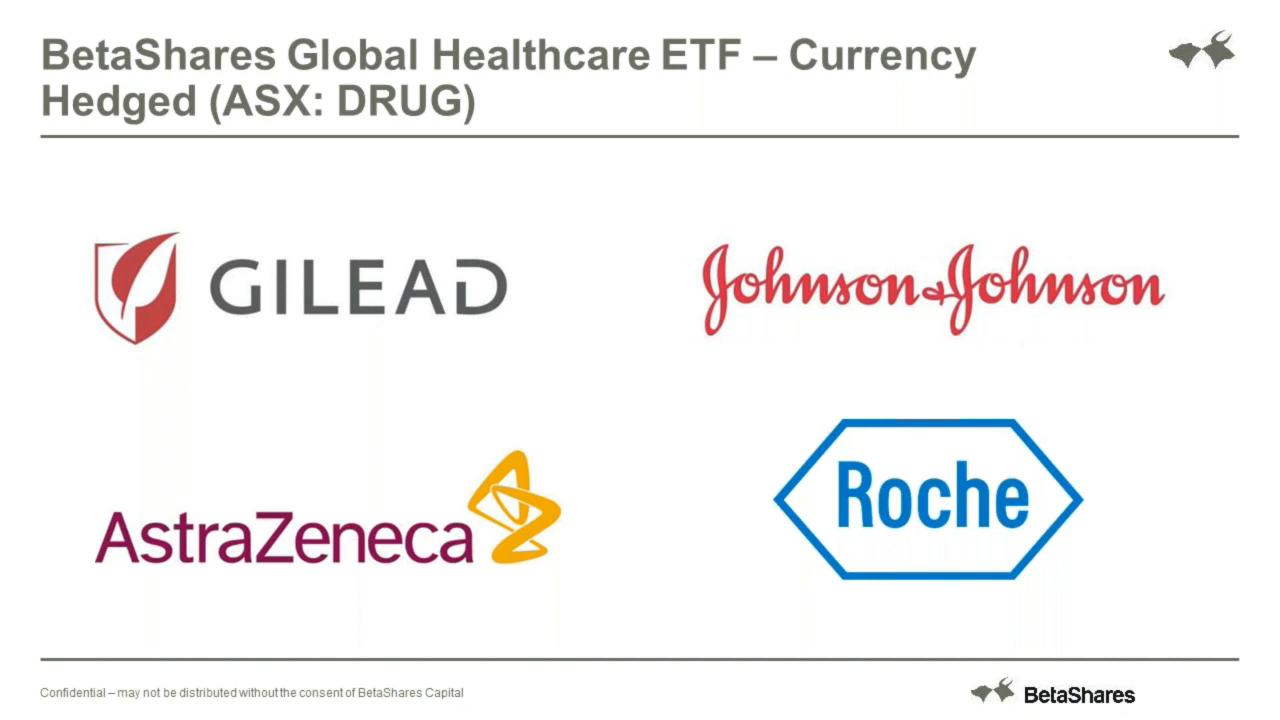 BetaShares Global Healthcare ETF – Currency
Hedged (ASX: DRUG)
GILEAD
Johnson & Johnson
AstraZeneca
Roche
Confidential – may not be distributed without the consent of BetaShares Capital
BetaShares